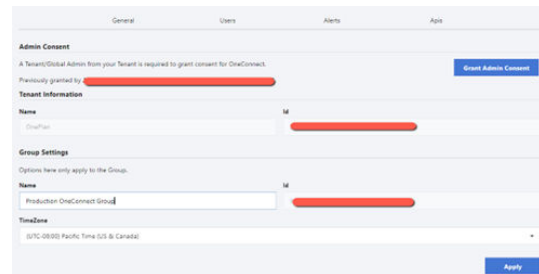 General Users Alerts Apis
Admin Consent
A Tenant/Global Admin from your Tenant is required to grant consent for OneConnect.
Grant Admin Consent
Previously granted by
Tenant Information
Name Id
OnePlan
Group Settings
Options here only apply to the Group.
Name Id
Production OneConnect Group
TimeZone
(UTC-08:00) Pacific Time (US & Canada)
Apply